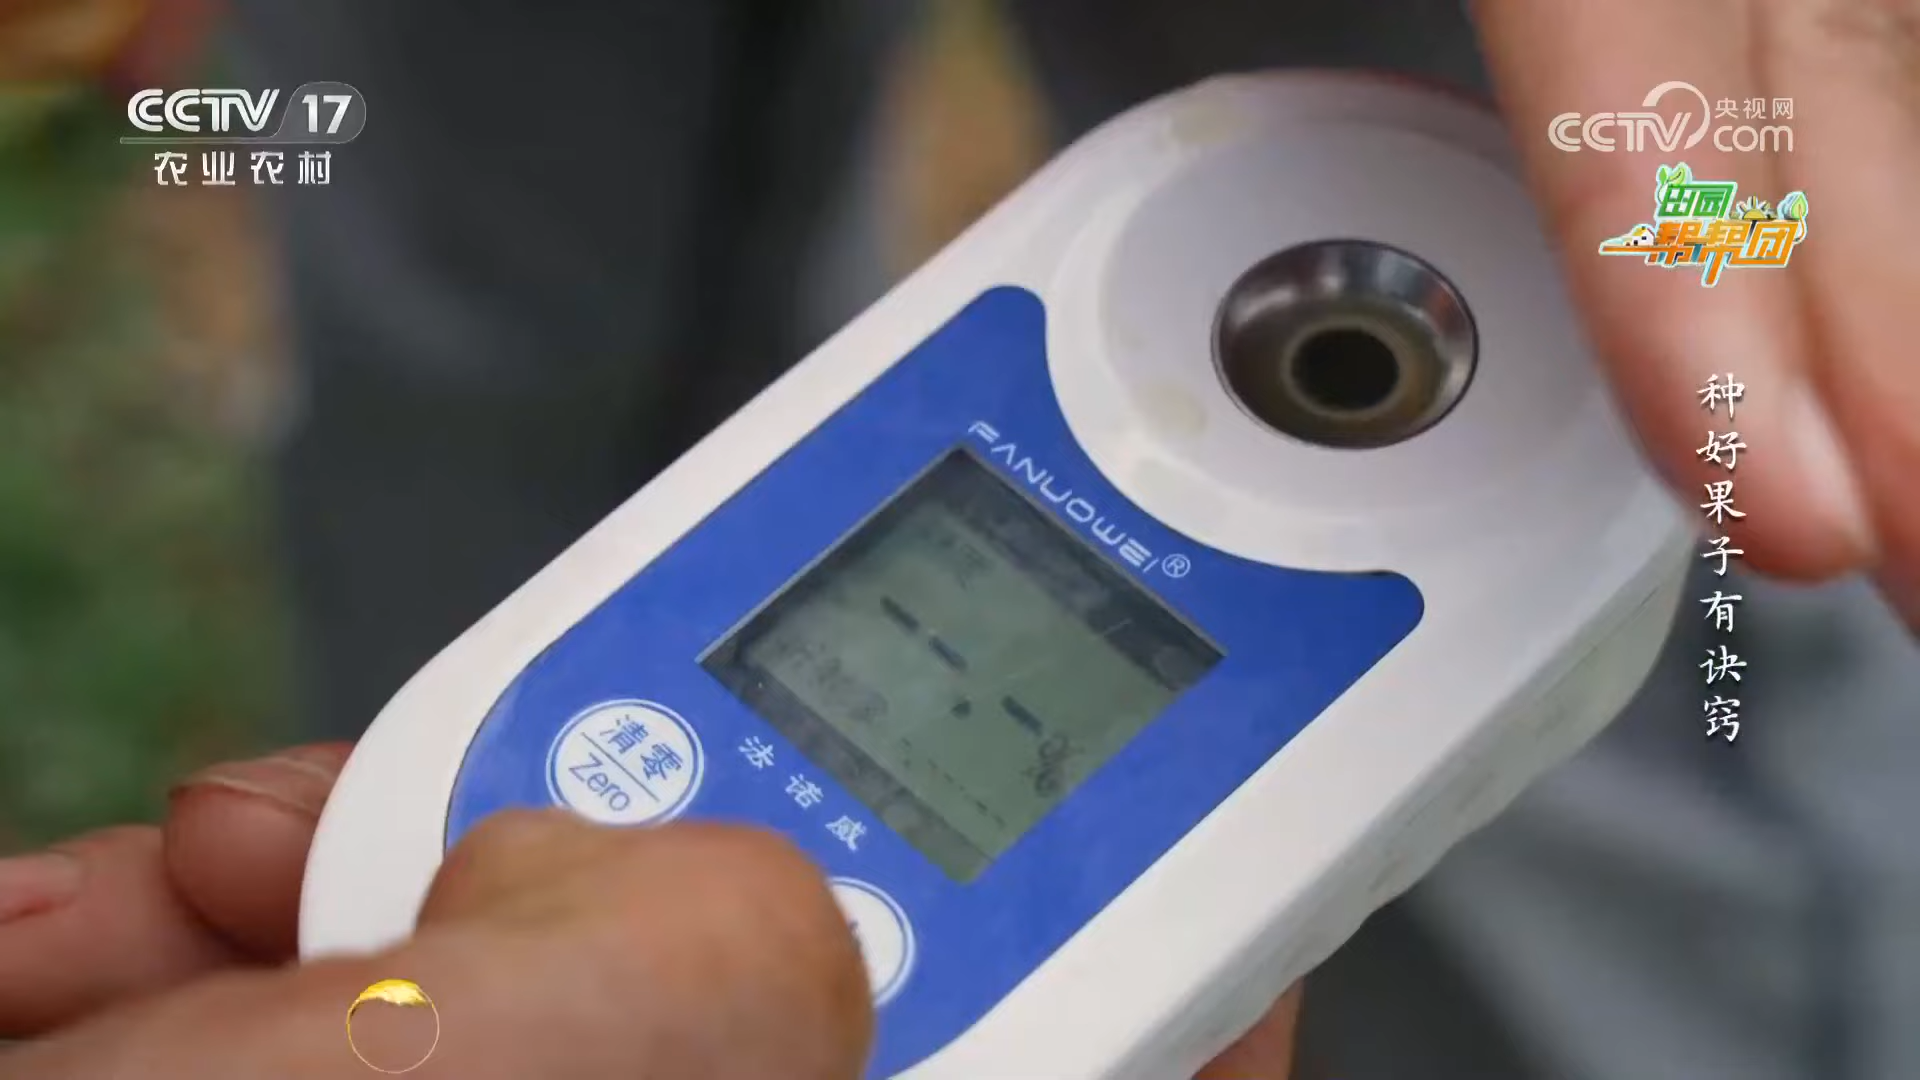 CCTV 17
农业农村
央视网
CCTV.com
田园
帮帮团
种好果子有诀窍
FANUOWEI®
%
清零
Zero
法诺威